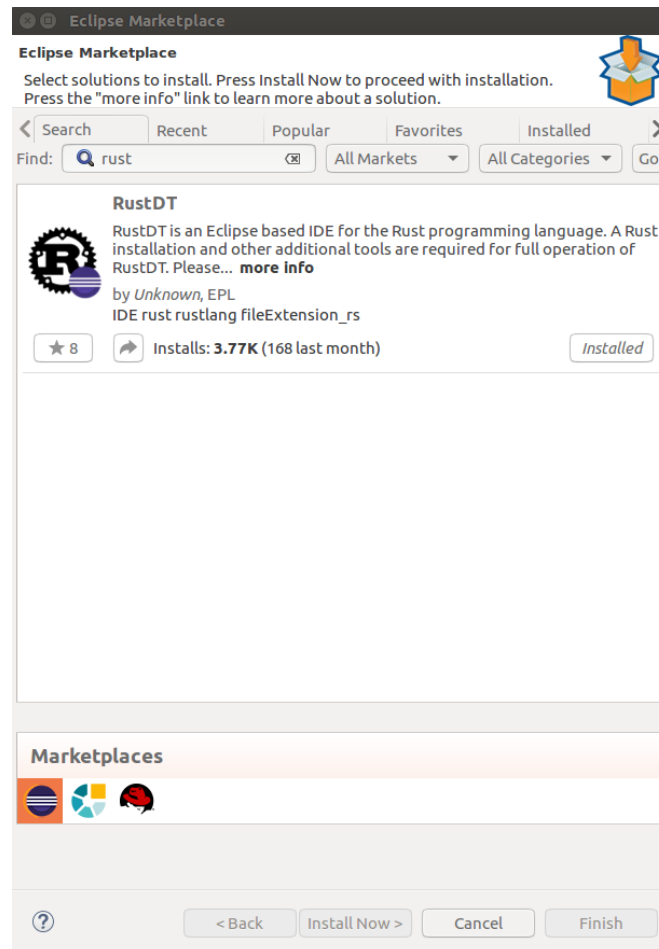 Eclipse Marketplace
Eclipse Marketplace
Select solutions to install. Press Install Now to proceed with installation.
Press the "more info" link to learn more about a solution.
Search Recent Popular Favorites Installed
Find: rust All Markets All Categories Go
RustDT
RustDT is an Eclipse based IDE for the Rust programming language. A Rust
installation and other additional tools are required for full operation of
RustDT. Please... more info
by Unknown, EPL
IDE rust rustlang fileExtension_rs
★ 8 Installs: 3.77K (168 last month) Installed
Marketplaces
? < Back Install Now > Cancel Finish